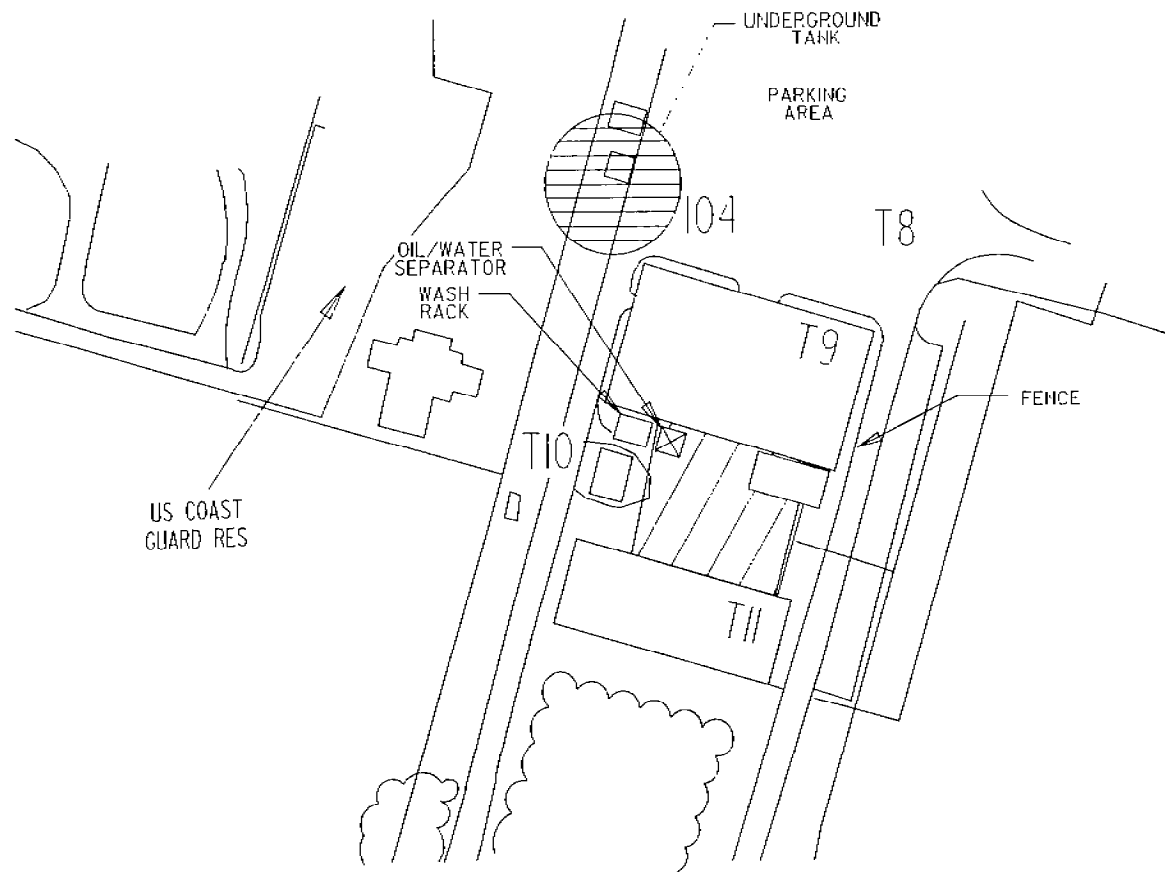 UNDERGROUND
TANK
PARKING
AREA
104
T8
OIL/WATER
SEPARATOR
WASH
RACK
T9
FENCE
T10
US COAST
GUARD RES
T11